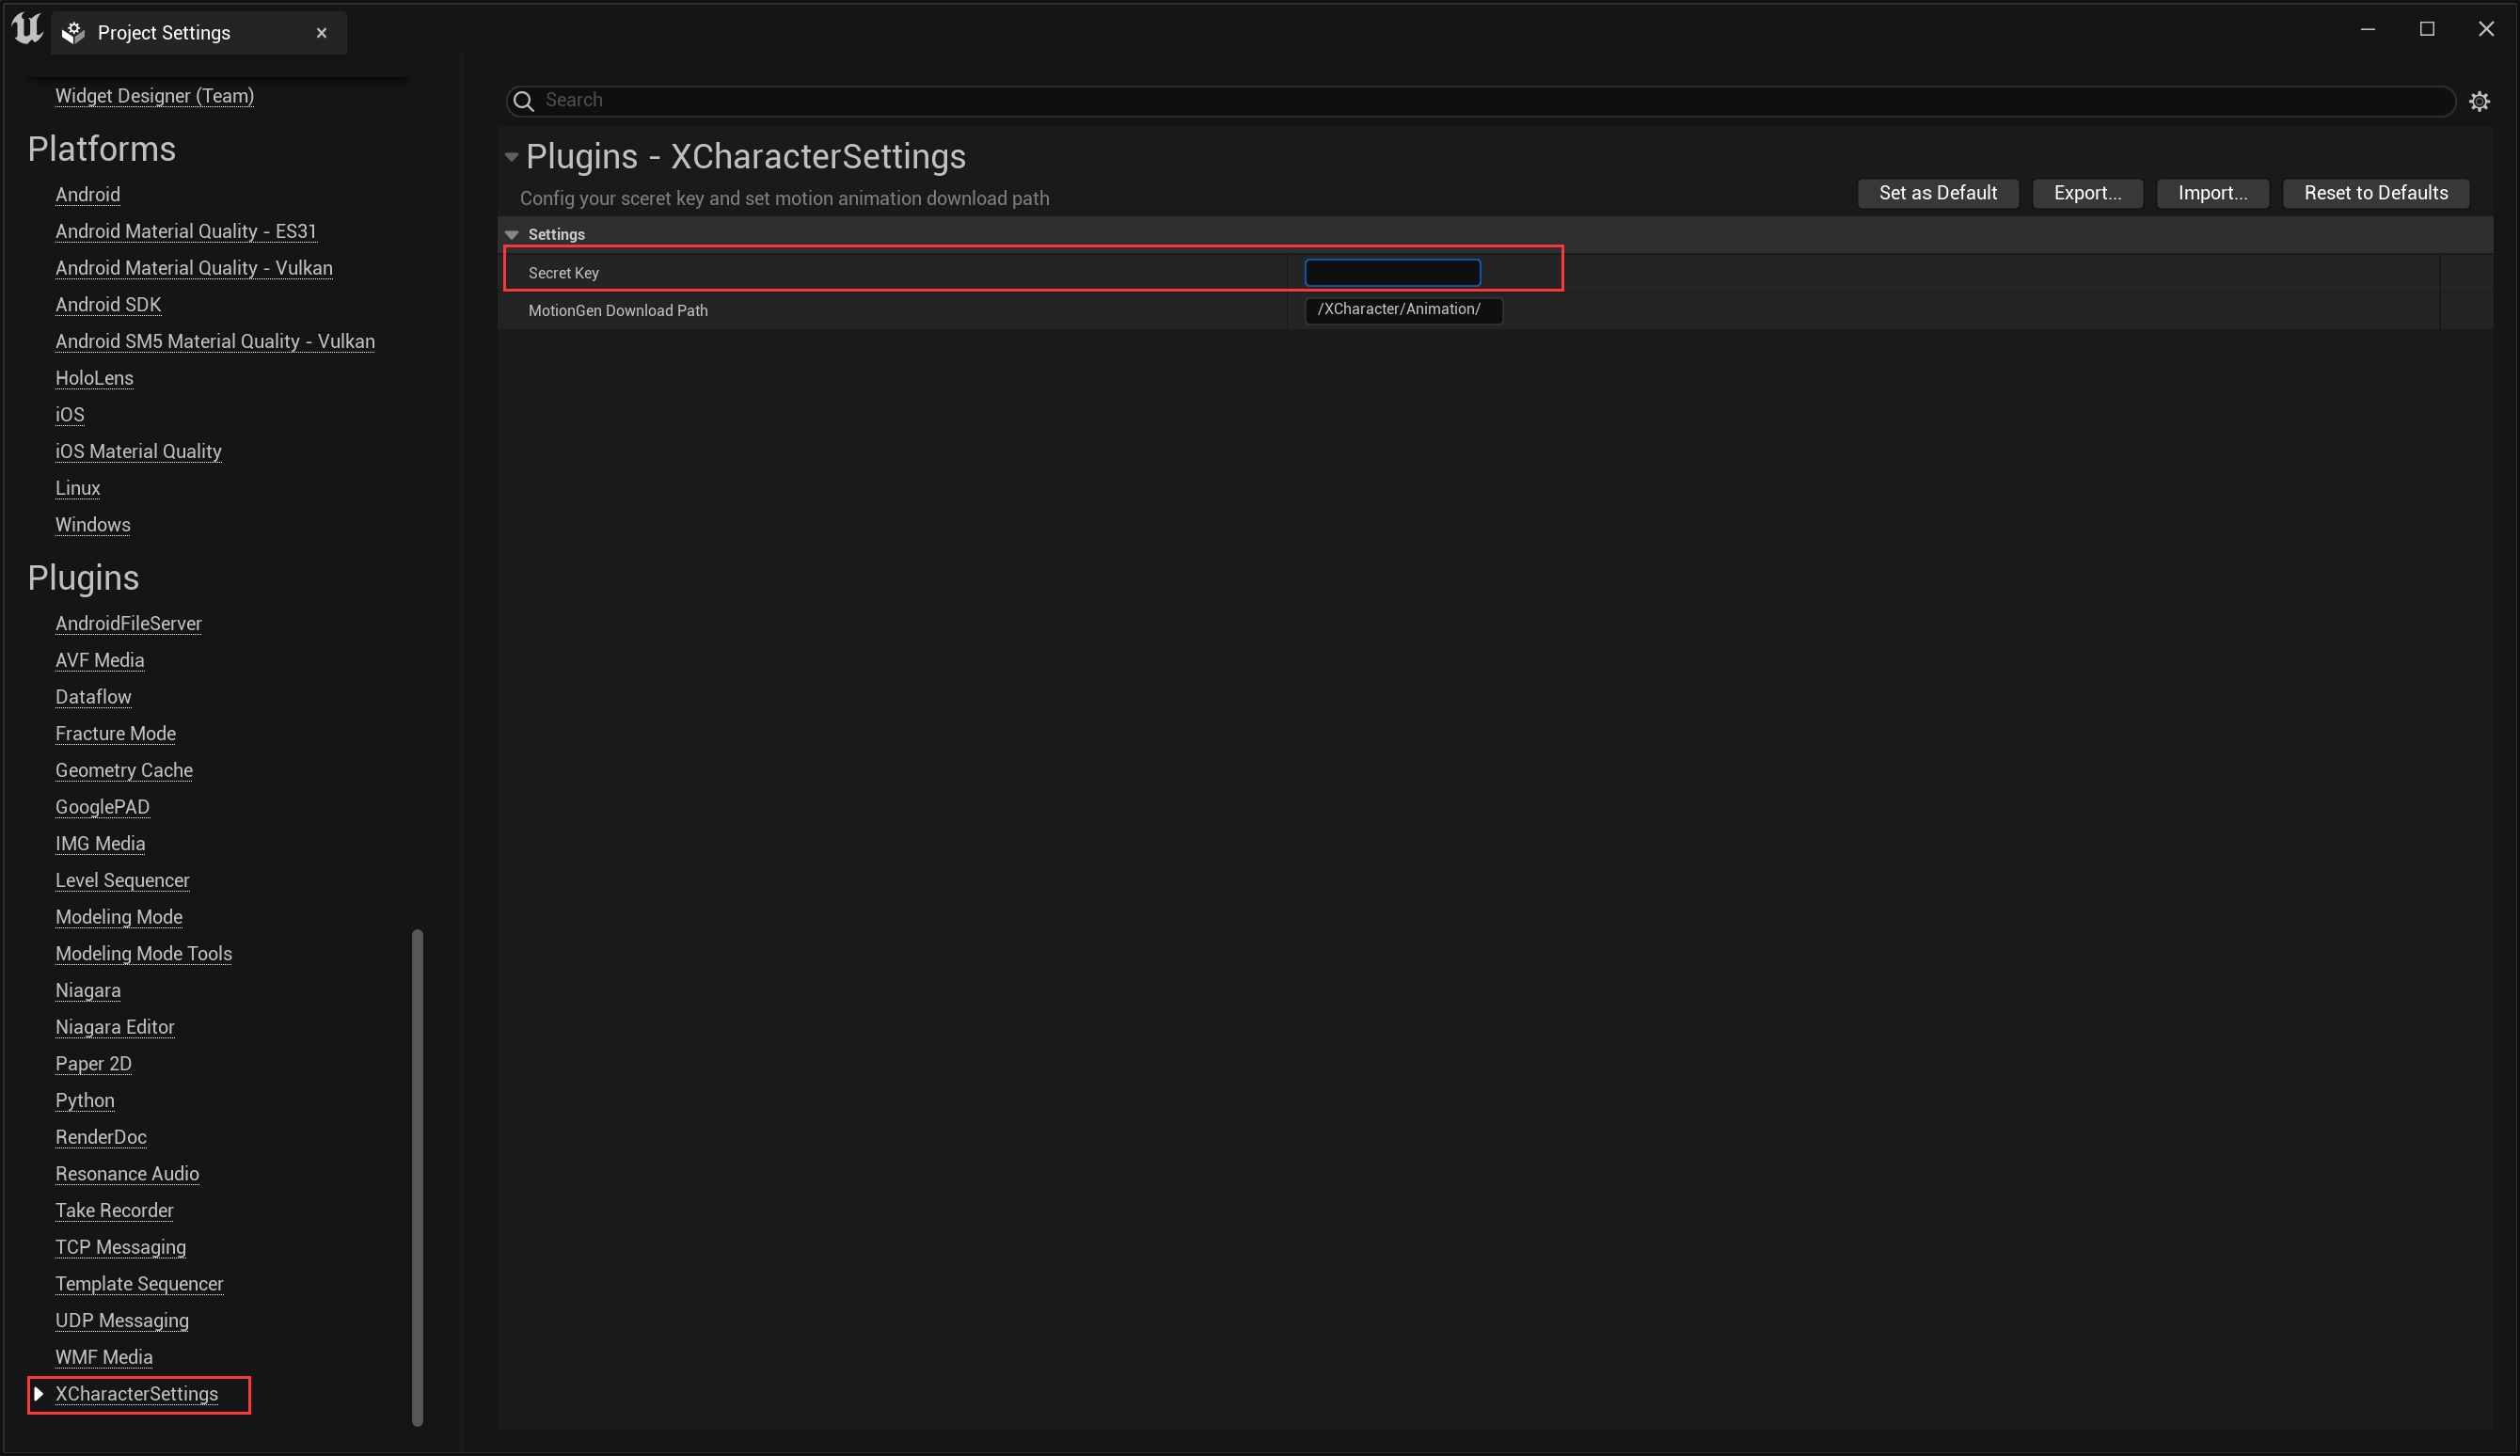 Project Settings
Widget Designer (Team)
Platforms
Android
Android Material Quality - ES31
Android Material Quality - Vulkan
Android SDK
Android SM5 Material Quality - Vulkan
HoloLens
iOS
iOS Material Quality
Linux
Windows
Plugins
AndroidFileServer
AVF Media
Dataflow
Fracture Mode
Geometry Cache
GooglePAD
IMG Media
Level Sequencer
Modeling Mode
Modeling Mode Tools
Niagara
Niagara Editor
Paper 2D
Python
RenderDoc
Resonance Audio
Take Recorder
TCP Messaging
Template Sequencer
UDP Messaging
WMF Media
XCharacterSettings
Search
Plugins - XCharacterSettings
Config your sceret key and set motion animation download path
Set as Default Export... Import... Reset to Defaults
Settings
Secret Key
MotionGen Download Path /XCharacter/Animation/